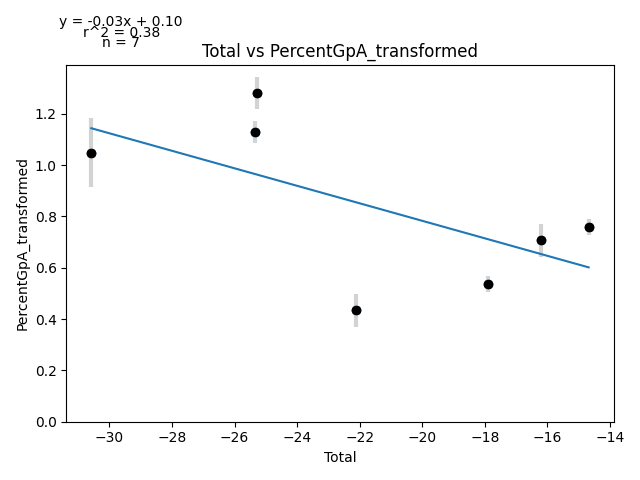 y = -0.03x + 0.10
r^2 = 0.38
n = 7
Total vs PercentGpA_transformed
PercentGpA_transformed
1.2
1.0
0.8
0.6
0.4
0.2
0.0
−30 −28 −26 −24 −22 −20 −18 −16 −14
Total